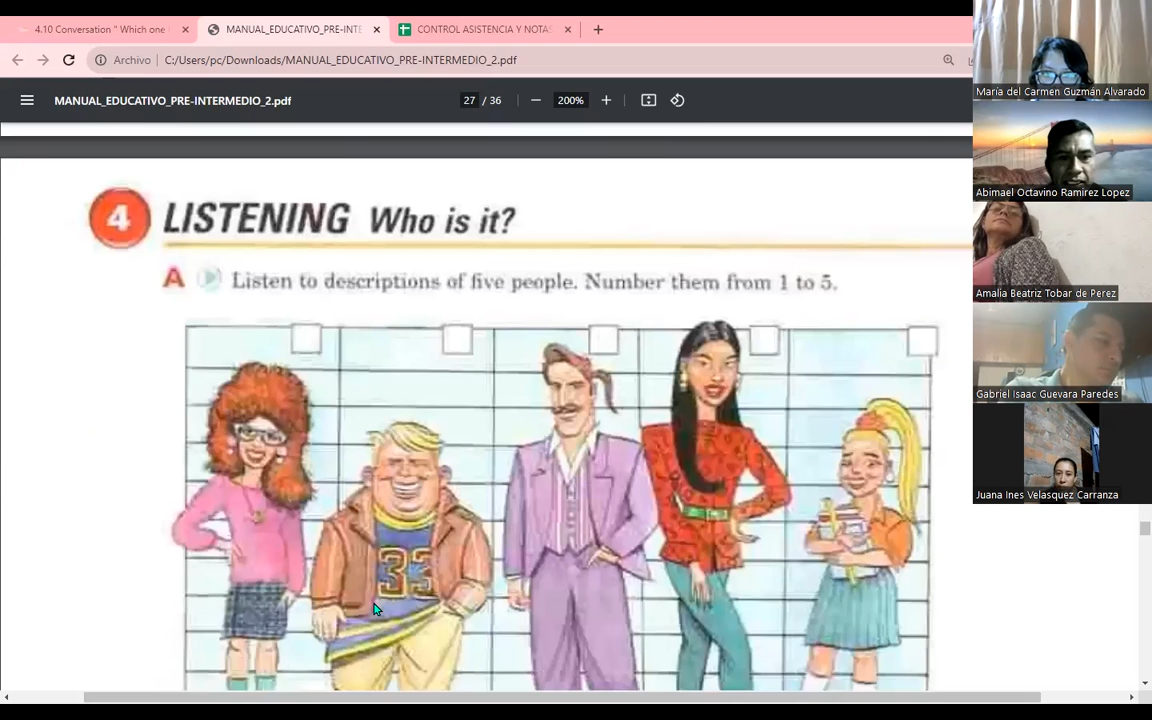 4.10 Conversation " Which one
MANUAL_EDUCATIVO_PRE-INTE
CONTROL ASISTENCIA Y NOTAS
Archivo
C:/Users/pc/Downloads/MANUAL_EDUCATIVO_PRE-INTERMEDIO_2.pdf
MANUAL_EDUCATIVO_PRE-INTERMEDIO_2.pdf
27 / 36
200%
4 LISTENING Who is it?
A Listen to descriptions of five people. Number them from 1 to 5.
33
María del Carmen Guzmán Alvarado
Abimael Octavino Ramirez Lopez
Amalia Beatriz Tobar de Perez
Gabriel Isaac Guevara Paredes
Juana Ines Velasquez Carranza